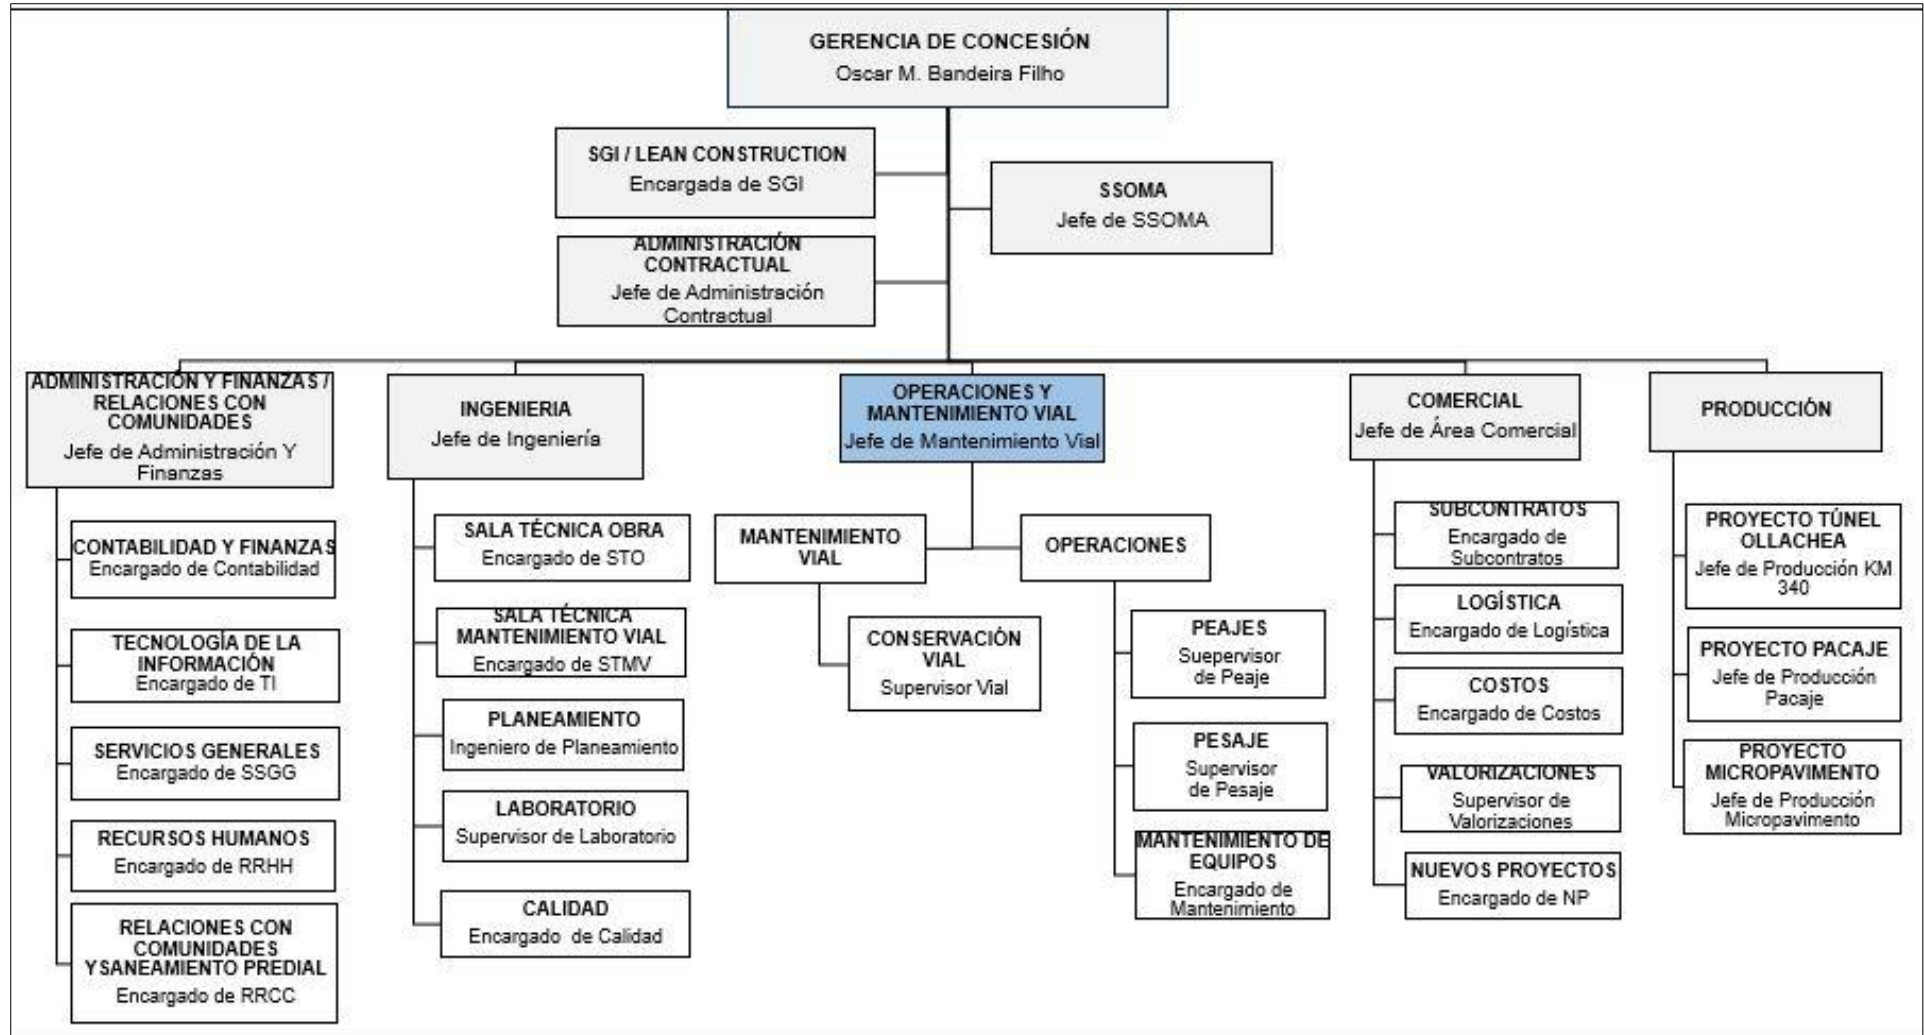 GERENCIA DE CONCESIÓN
Oscar M. Bandeira Filho
SGI / LEAN CONSTRUCTION
Encargada de SGI
SSOMA
Jefe de SSOMA
ADMINISTRACIÓN
CONTRACTUAL
Jefe de Administración
Contractual
ADMINISTRACIÓN Y FINANZAS /
RELACIONES CON
COMUNIDADES
Jefe de Administración Y
Finanzas
CONTABILIDAD Y FINANZAS
Encargado de Contabilidad
TECNOLOGÍA DE LA
INFORMACIÓN
Encargado de TI
SERVICIOS GENERALES
Encargado de SSGG
RECURSOS HUMANOS
Encargado de RRHH
RELACIONES CON
COMUNIDADES
YSANEAMIENTO PREDIAL
Encargado de RRCC
INGENIERIA
Jefe de Ingeniería
SALA TÉCNICA OBRA
Encargado de STO
SALA TÉCNICA
MANTENIMIENTO VIAL
Encargado de STMV
PLANEAMIENTO
Ingeniero de Planeamiento
LABORATORIO
Supervisor de Laboratorio
CALIDAD
Encargado de Calidad
OPERACIONES Y
MANTENIMIENTO VIAL
Jefe de Mantenimiento Vial
MANTENIMIENTO
VIAL
CONSERVACIÓN
VIAL
Supervisor Vial
OPERACIONES
PEAJES
Suepervisor
de Peaje
PESAJE
Supervisor
de Pesaje
MANTENIMIENTO DE
EQUIPOS
Encargado de
Mantenimiento
COMERCIAL
Jefe de Área Comercial
SUBCONTRATOS
Encargado de
Subcontratos
LOGÍSTICA
Encargado de Logística
COSTOS
Encargado de Costos
VALORIZACIONES
Supervisor de
Valorizaciones
NUEVOS PROYECTOS
Encargado de NP
PRODUCCIÓN
PROYECTO TÚNEL
OLLACHEA
Jefe de Producción KM
340
PROYECTO PACAJE
Jefe de Producción
Pacaje
PROYECTO
MICROPAVIMENTO
Jefe de Producción
Micropavimento